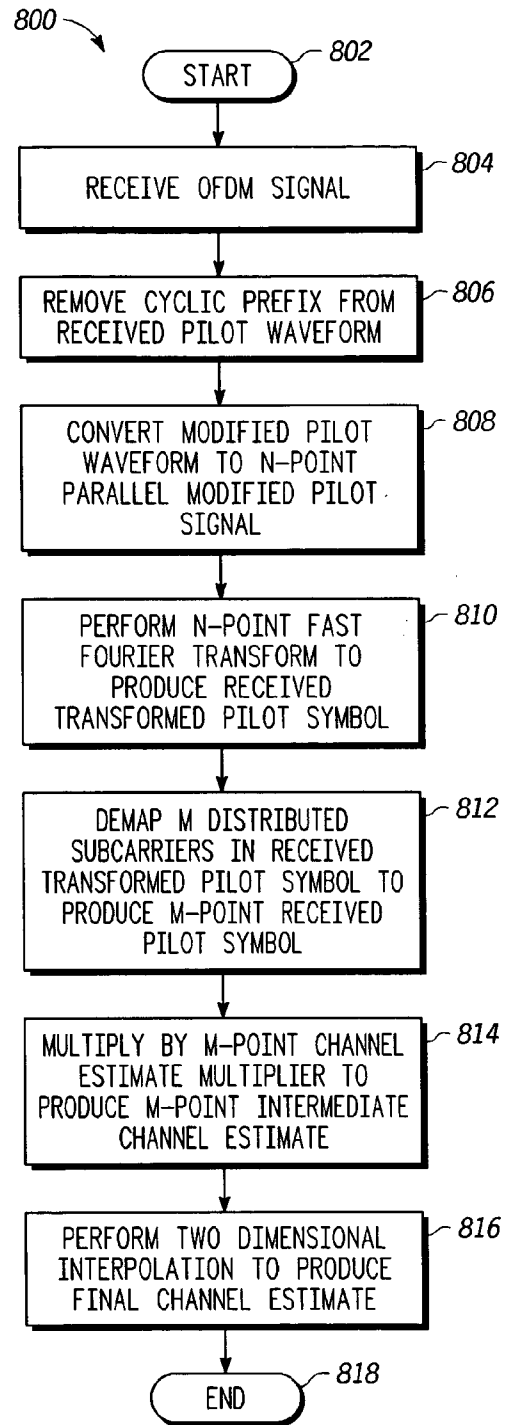 800
802
START
804
RECEIVE OFDM SIGNAL
806
REMOVE CYCLIC PREFIX FROM
RECEIVED PILOT WAVEFORM
808
CONVERT MODIFIED PILOT
WAVEFORM TO N-POINT
PARALLEL MODIFIED PILOT
SIGNAL
810
PERFORM N-POINT FAST
FOURIER TRANSFORM TO
PRODUCE RECEIVED
TRANSFORMED PILOT SYMBOL
812
DEMAP M DISTRIBUTED
SUBCARRIERS IN RECEIVED
TRANSFORMED PILOT SYMBOL TO
PRODUCE M-POINT RECEIVED
PILOT SYMBOL
814
MULTIPLY BY M-POINT CHANNEL
ESTIMATE MULTIPLIER TO
PRODUCE M-POINT INTERMEDIATE
CHANNEL ESTIMATE
816
PERFORM TWO DIMENSIONAL
INTERPOLATION TO PRODUCE
FINAL CHANNEL ESTIMATE
818
END